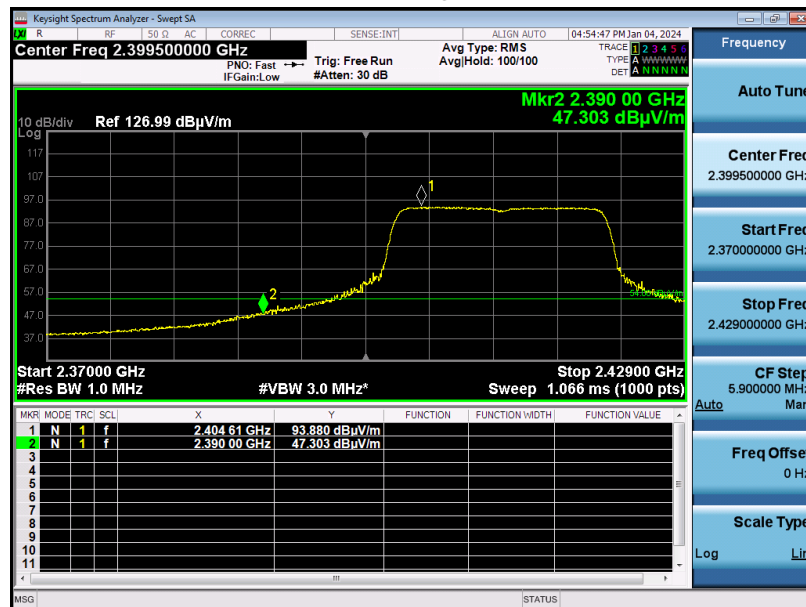 Keysight Spectrum Analyzer - Swept SA
LXI R RF 50 Ω AC CORREC SENSE:INT ALIGN AUTO 04:54:47 PM Jan 04, 2024
Center Freq 2.399500000 GHz
PNO: Fast
IFGain:Low
Trig: Free Run
#Atten: 30 dB
Avg Type: RMS
Avg|Hold: 100/100
TRACE 1 2 3 4 5 6
TYPE A WWWWW
DET A N N N N N
Mkr2 2.390 00 GHz
47.303 dBµV/m
10 dB/div Ref 126.99 dBµV/m
Log
117
107
97.0
87.0
77.0
67.0
57.0
47.0
37.0
1
2
Start 2.37000 GHz
Stop 2.42900 GHz
#Res BW 1.0 MHz
#VBW 3.0 MHz*
Sweep 1.066 ms (1000 pts)
MKR MODE TRC SCL X Y FUNCTION FUNCTION WIDTH FUNCTION VALUE
1 N 1 f 2.404 61 GHz 93.880 dBµV/m
2 N 1 f 2.390 00 GHz 47.303 dBµV/m
3
4
5
6
7
8
9
10
11
MSG STATUS
Frequency
Auto Tune
Center Freq
2.399500000 GHz
Start Freq
2.370000000 GHz
Stop Freq
2.429000000 GHz
CF Step
5.900000 MHz
Auto Man
Freq Offset
0 Hz
Scale Type
Log Lin